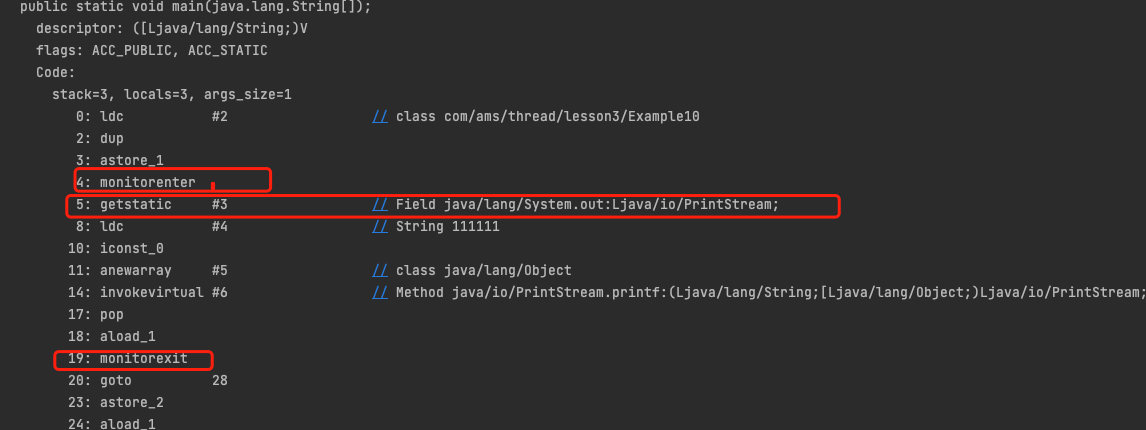 public static void main(java.lang.String[]);
descriptor: ([Ljava/lang/String;)V
flags: ACC_PUBLIC, ACC_STATIC
Code:
stack=3, locals=3, args_size=1
0: ldc #2 // class com/ams/thread/lesson3/Example10
2: dup
3: astore_1
4: monitorenter
5: getstatic #3 // Field java/lang/System.out:Ljava/io/PrintStream;
8: ldc #4 // String 111111
10: iconst_0
11: anewarray #5 // class java/lang/Object
14: invokevirtual #6 // Method java/io/PrintStream.printf:(Ljava/lang/String;[Ljava/lang/Object;)Ljava/io/PrintStream;
17: pop
18: aload_1
19: monitorexit
20: goto 28
23: astore_2
24: aload_1